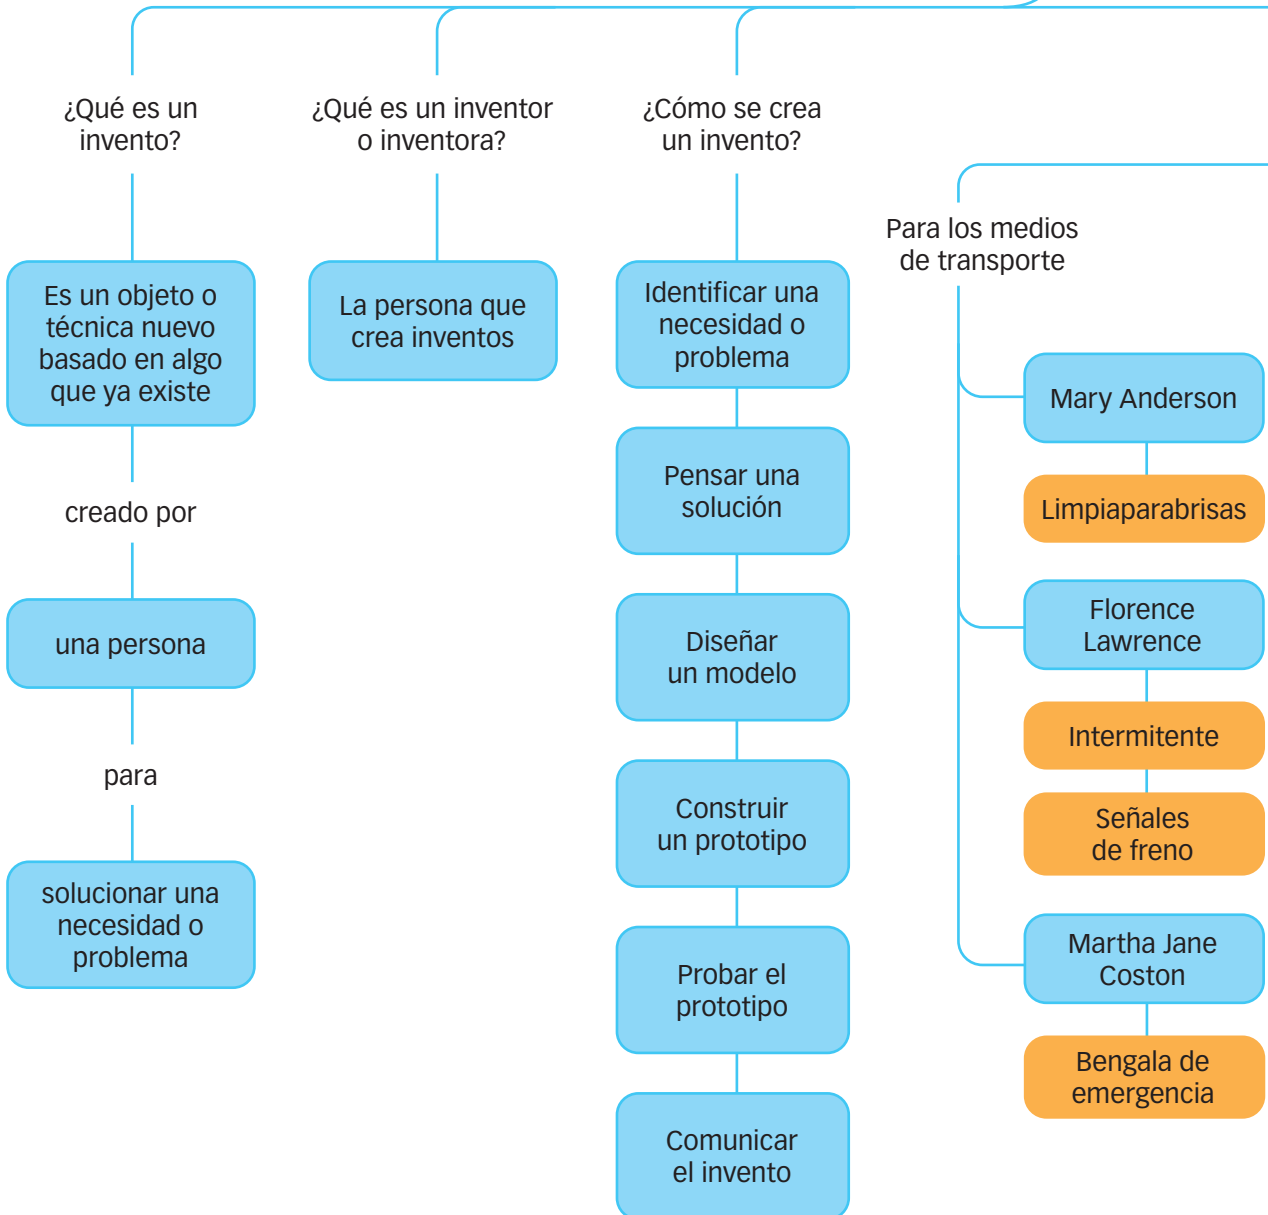 ¿Qué es un
invento?
Es un objeto o
técnica nuevo
basado en algo
que ya existe
creado por
una persona
para
solucionar una
necesidad o
problema
¿Qué es un inventor
o inventora?
La persona que
crea inventos
¿Cómo se crea
un invento?
Identificar una
necesidad o
problema
Pensar una
solución
Diseñar
un modelo
Construir
un prototipo
Probar el
prototipo
Comunicar
el invento
Para los medios
de transporte
Mary Anderson
Limpiaparabrisas
Florence
Lawrence
Intermitente
Señales
de freno
Martha Jane
Coston
Bengala de
emergencia